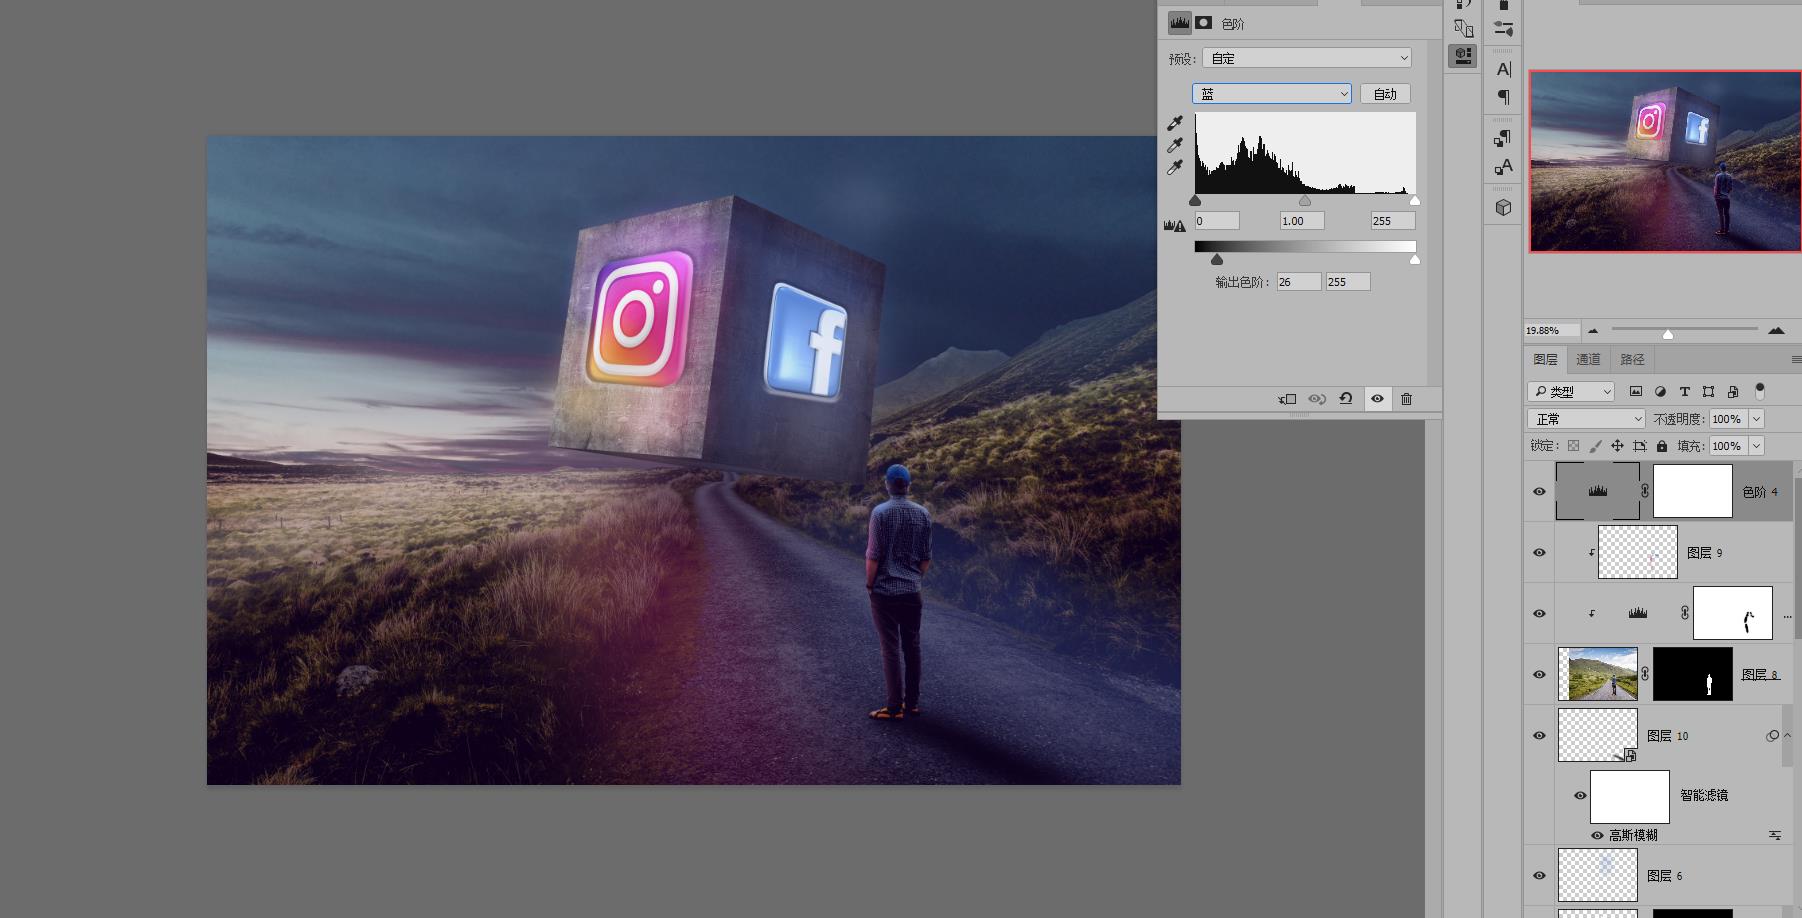 色阶
预设: 自定
蓝 自动
0 1.00 255
输出色阶: 26 255
19.88%
图层 通道 路径
类型
正常 不透明度: 100%
锁定: 填充: 100%
色阶 4
图层 9
...
图层 8
图层 10
智能滤镜
高斯模糊
图层 6
f